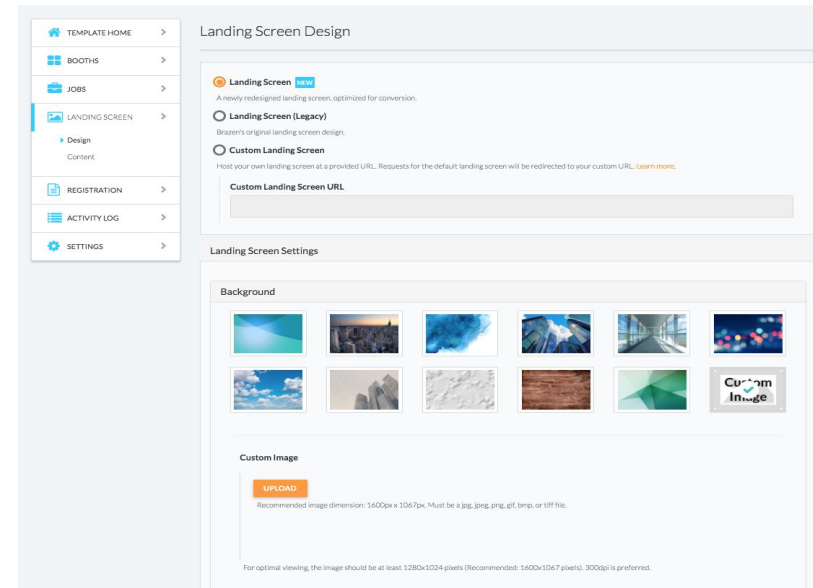 TEMPLATE HOME
BOOTHS
JOBS
LANDING SCREEN
Design
Content
REGISTRATION
ACTIVITY LOG
SETTINGS
Landing Screen Design
Landing Screen NEW
A newly redesigned landing screen, optimized for conversion.
Landing Screen (Legacy)
Brazen's original landing screen design.
Custom Landing Screen
Host your own landing screen at a provided URL. Requests for the default landing screen will be redirected to your custom URL. Learn more.
Custom Landing Screen URL
Landing Screen Settings
Background
Custom
Image
Custom Image
UPLOAD
Recommended image dimension: 1600px x 1067px. Must be a jpg, jpeg, png, gif, bmp, or tiff file.
For optimal viewing, the image should be at least 1280x1024 pixels (Recommended: 1600x1067 pixels). 300dpi is preferred.